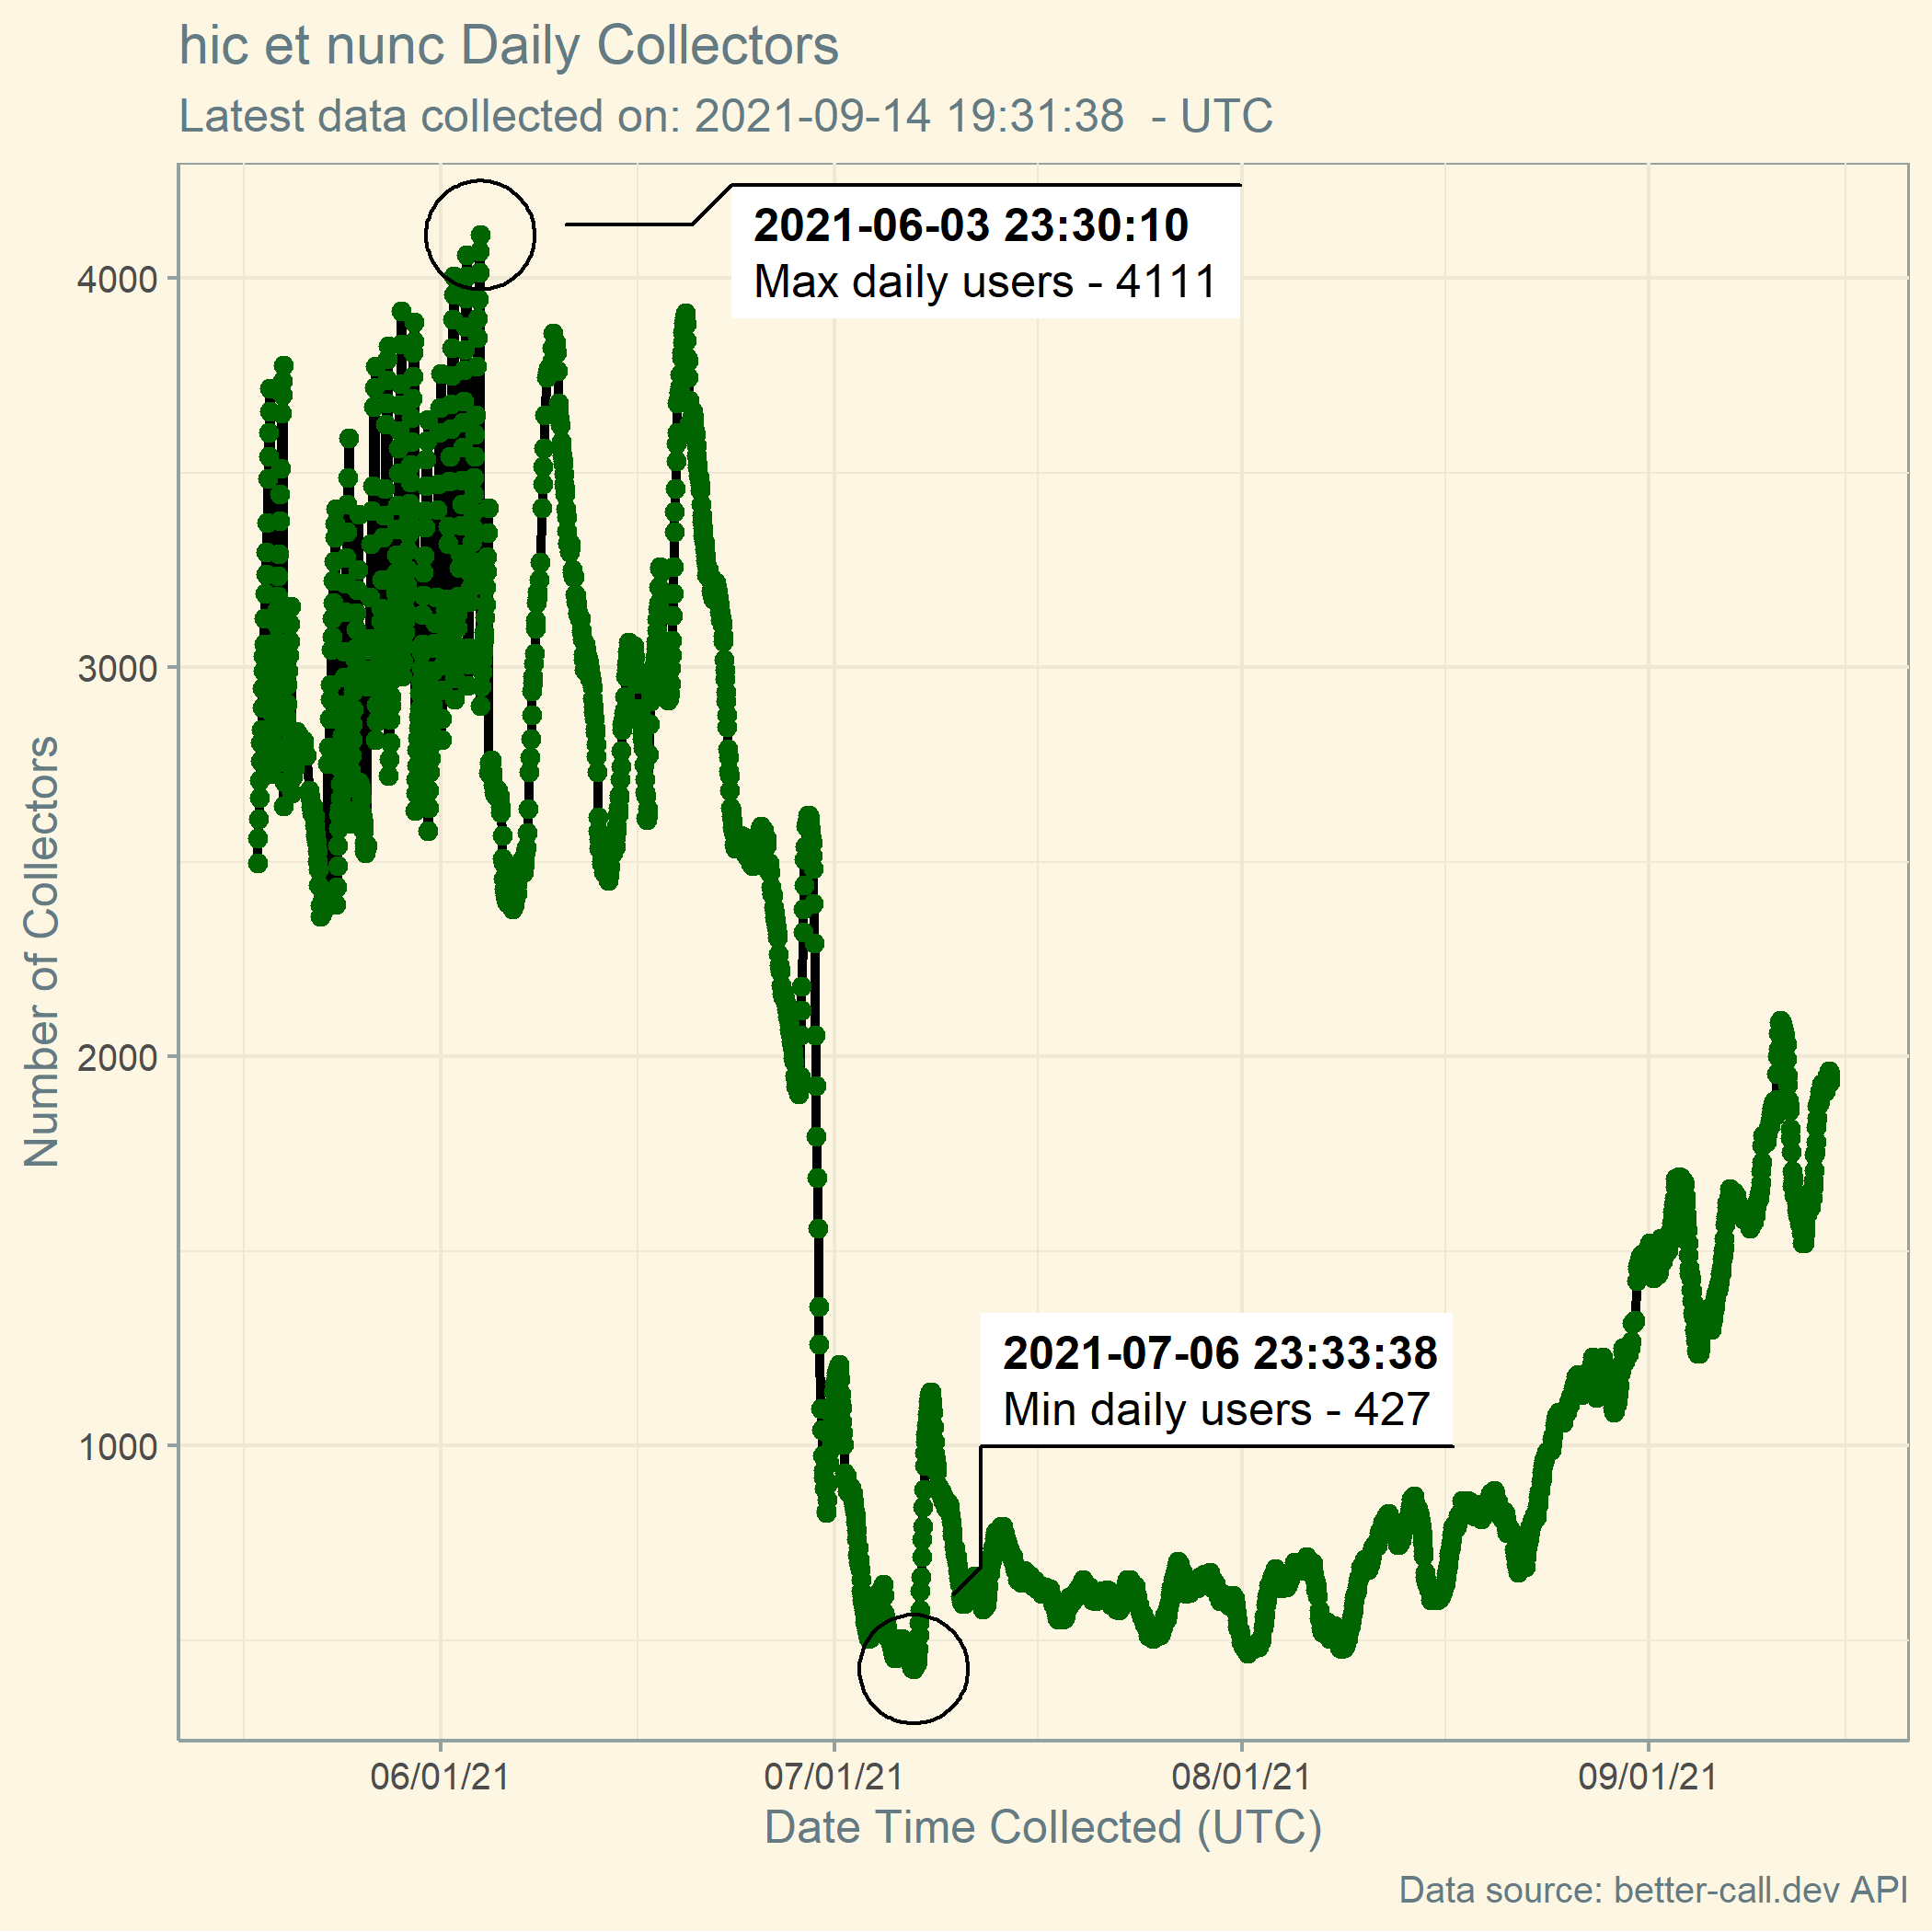 hic et nunc Daily Collectors
Latest data collected on: 2021-09-14 19:31:38  - UTC
2021-06-03 23:30:10
Max daily users - 4111
4000
3000
2000
1000
Number of Collectors
2021-07-06 23:33:38
Min daily users - 427
06/01/21
07/01/21
08/01/21
09/01/21
Date Time Collected (UTC)
Data source: better-call.dev API